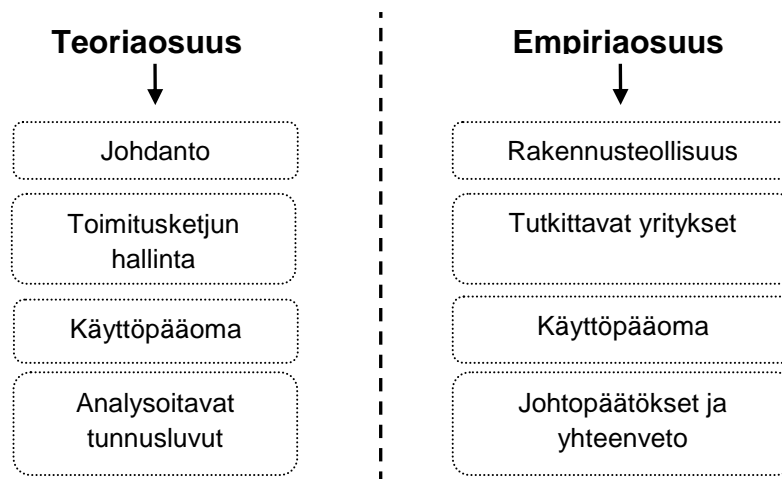 Teoriaosuus
Johdanto
Toimitusketjun
hallinta
Käyttöpääoma
Analysoitavat
tunnusluvut
Empiriaosuus
Rakennusteollisuus
Tutkittavat yritykset
Käyttöpääoma
Johtopäätökset ja
yhteenveto